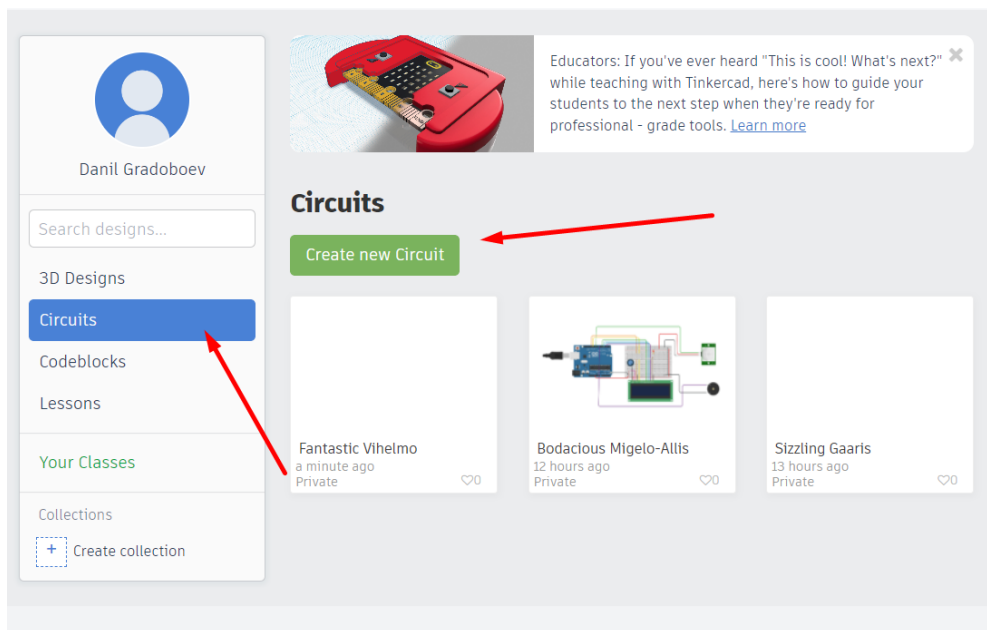 Danil Gradoboev
Search designs...
3D Designs
Circuits
Codeblocks
Lessons
Your Classes
Collections
+ Create collection
Educators: If you've ever heard "This is cool! What's next?"
while teaching with Tinkercad, here's how to guide your
students to the next step when they're ready for
professional - grade tools. Learn more
Circuits
Create new Circuit
Fantastic Vihelmo
a minute ago
Private
0
Bodacious Migelo-Allis
12 hours ago
Private
0
Sizzling Gaaris
13 hours ago
Private
0